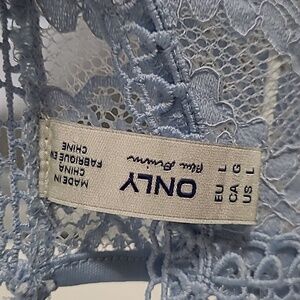 ONLY
MADE IN
CHINA
FABRIQUE EN
CHINE
EU L
CA G
US L